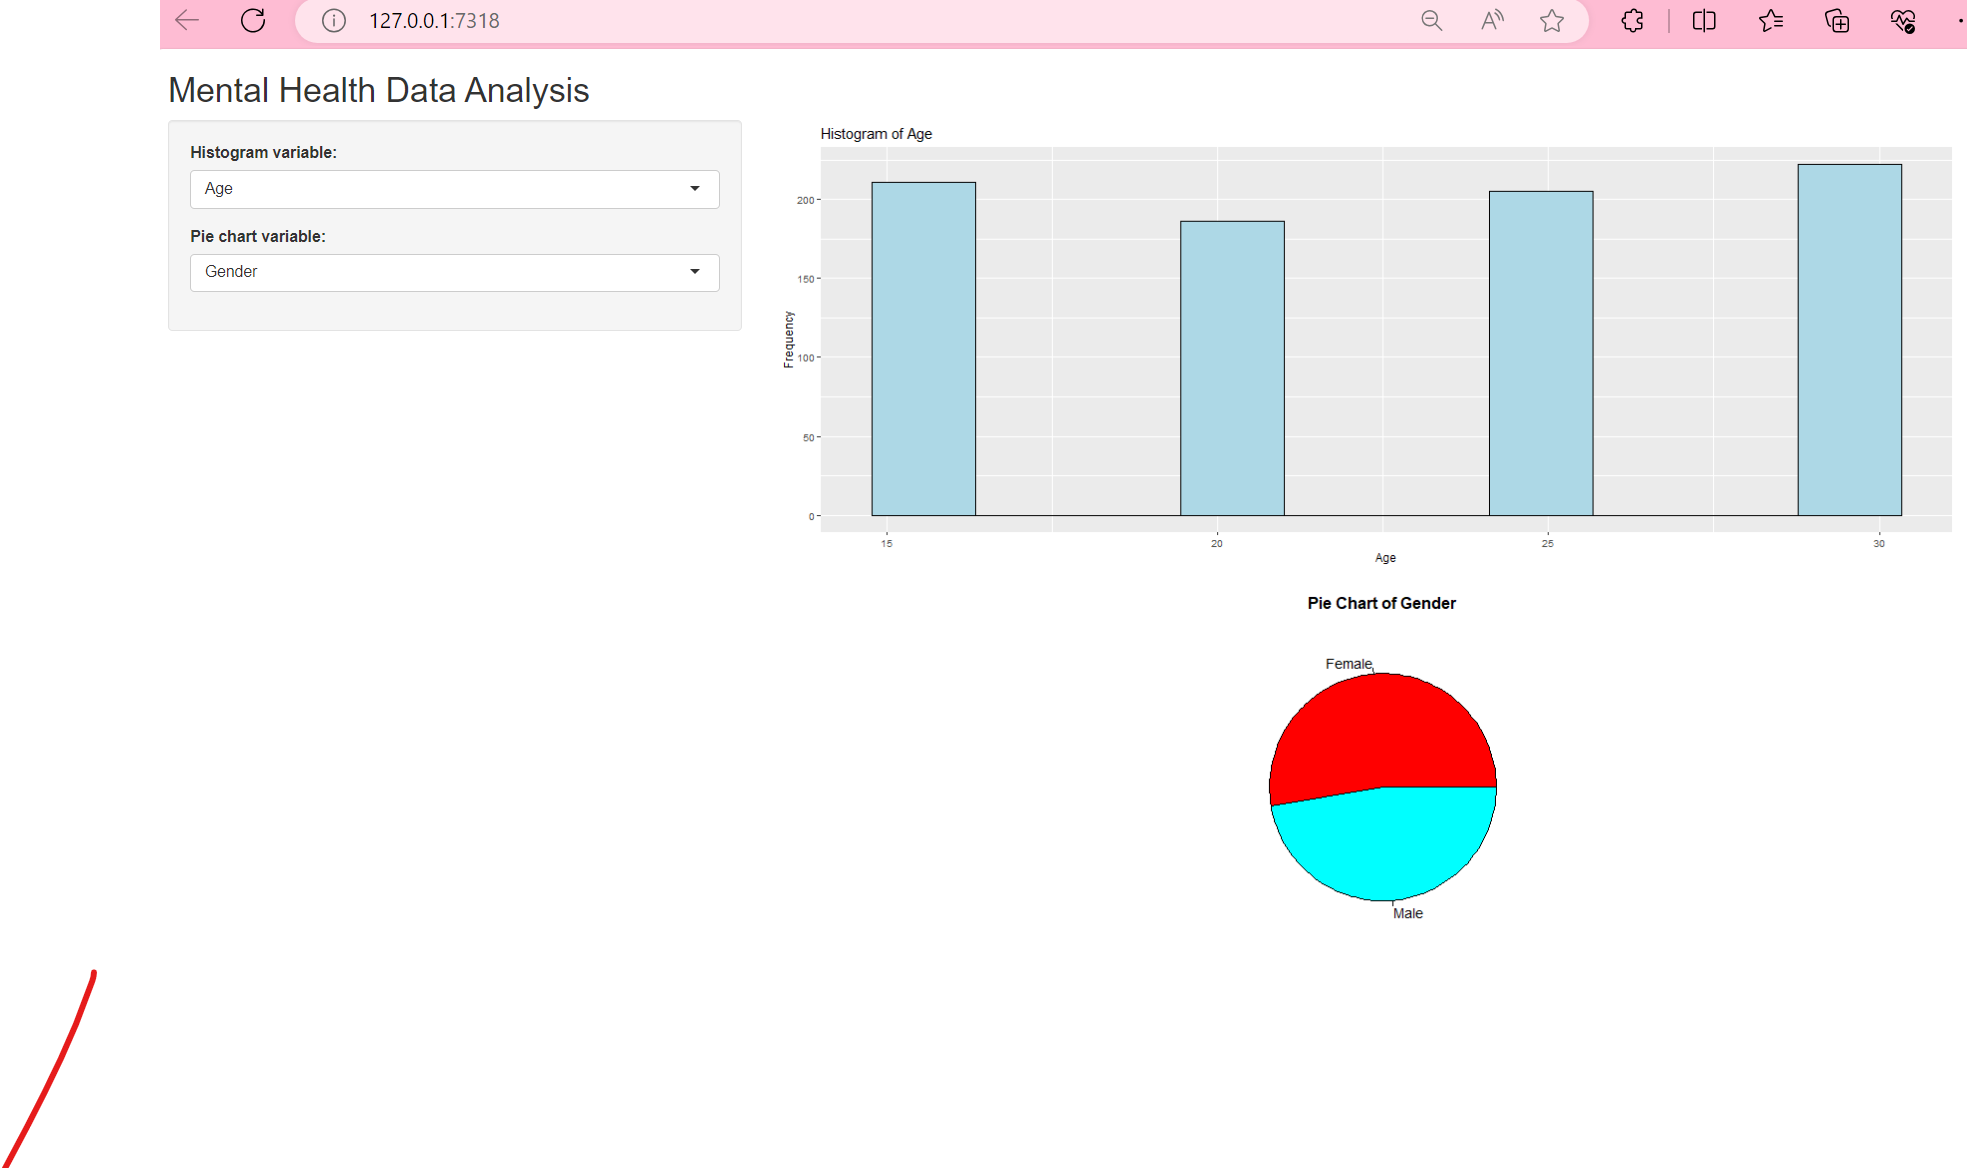 127.0.0.1:7318
Mental Health Data Analysis
Histogram variable:
Age
Pie chart variable:
Gender
Histogram of Age
200
150
100
50
0
Frequency
15 20 25 30
Age
Pie Chart of Gender
Female
Male